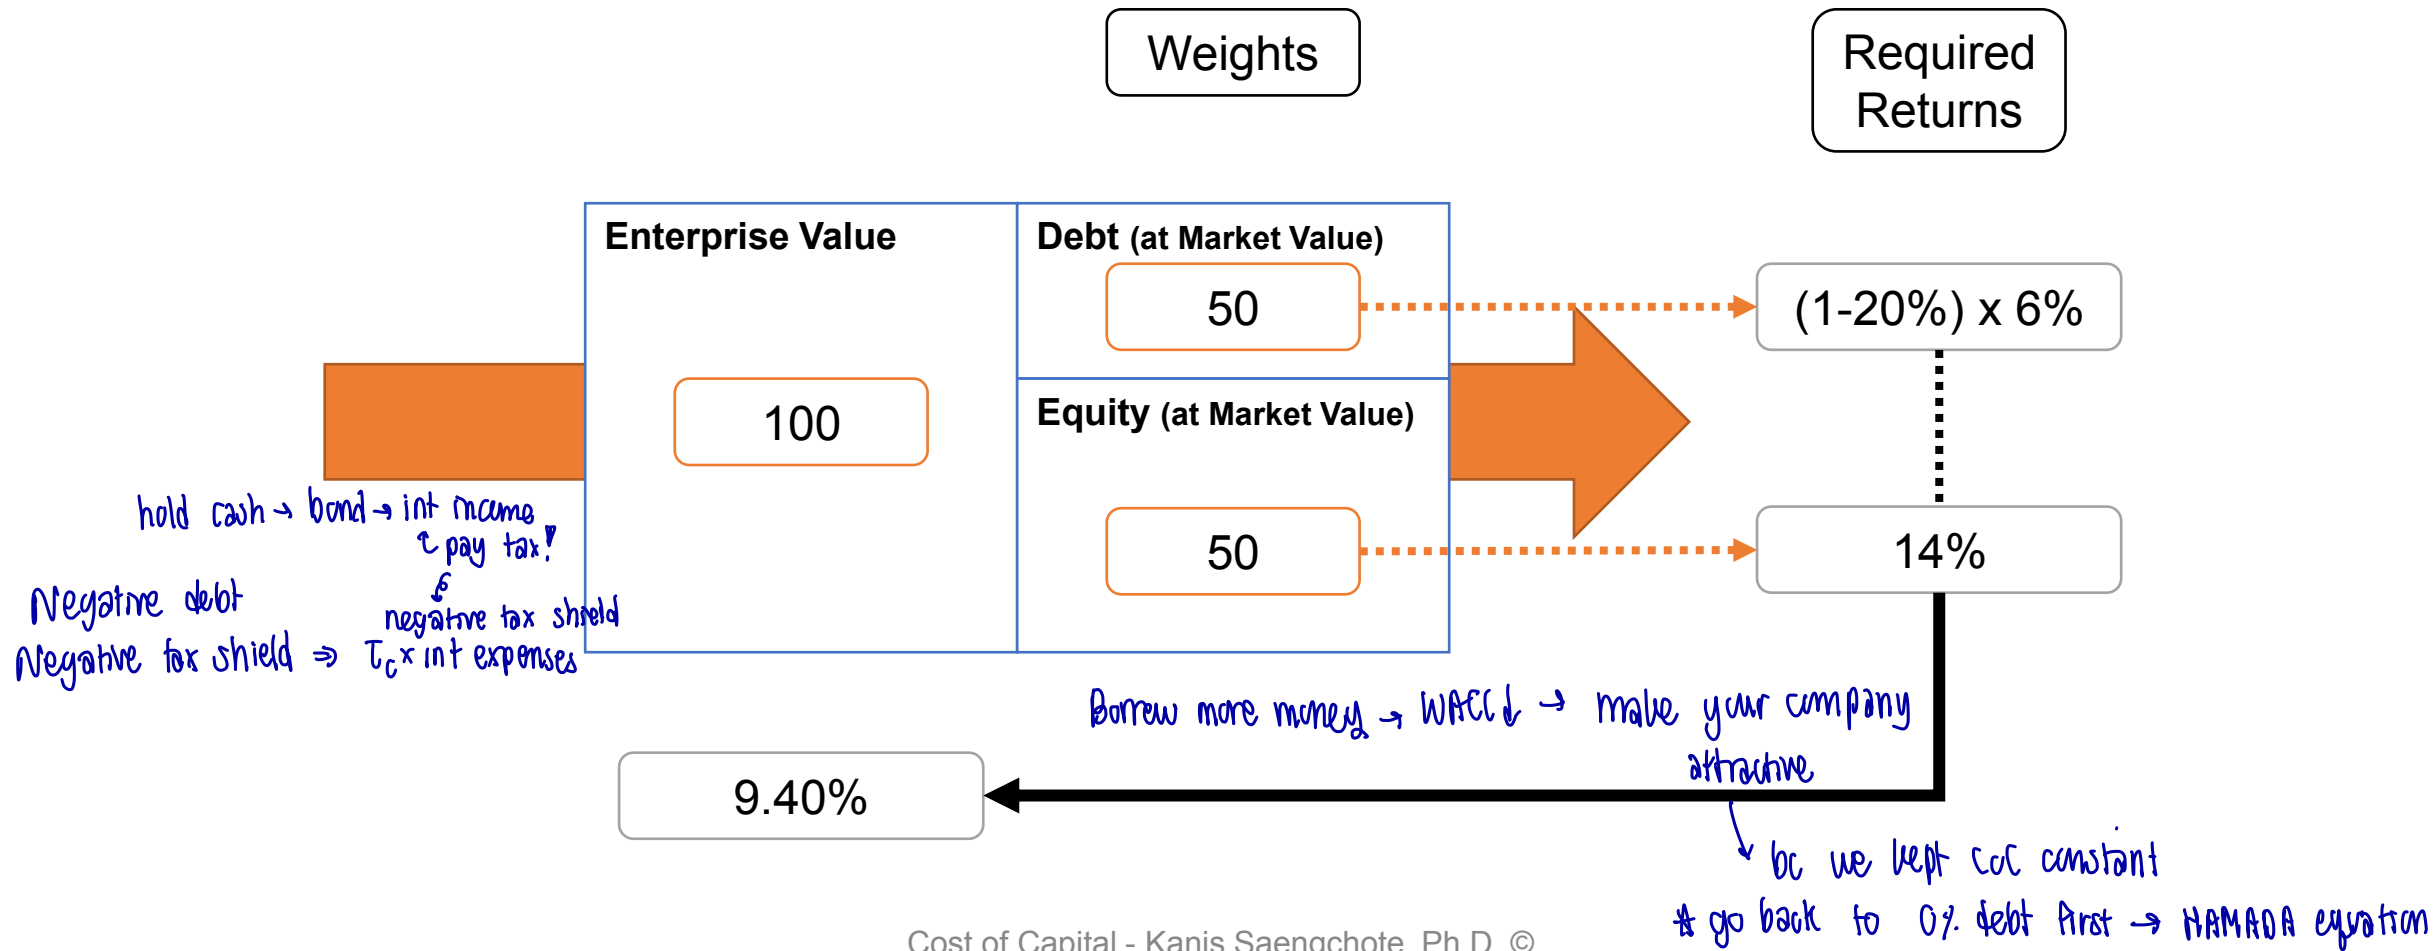 Weights
Required
Returns
Enterprise Value
Debt (at Market Value)
50
(1-20%) x 6%
100
Equity (at Market Value)
50
14%
hold cash → bond → int income
↖ pay tax!
negative tax shield
Negative debt
Negative tax shield ⇒ τc × int expenses
Borrew more money → WACC↓ → make your company
attractive
9.40%
bc we kept CoC constant
* go back to 0% debt first → HAMADA equation
Cost of Capital - Kanis Saengchote, Ph.D. ©